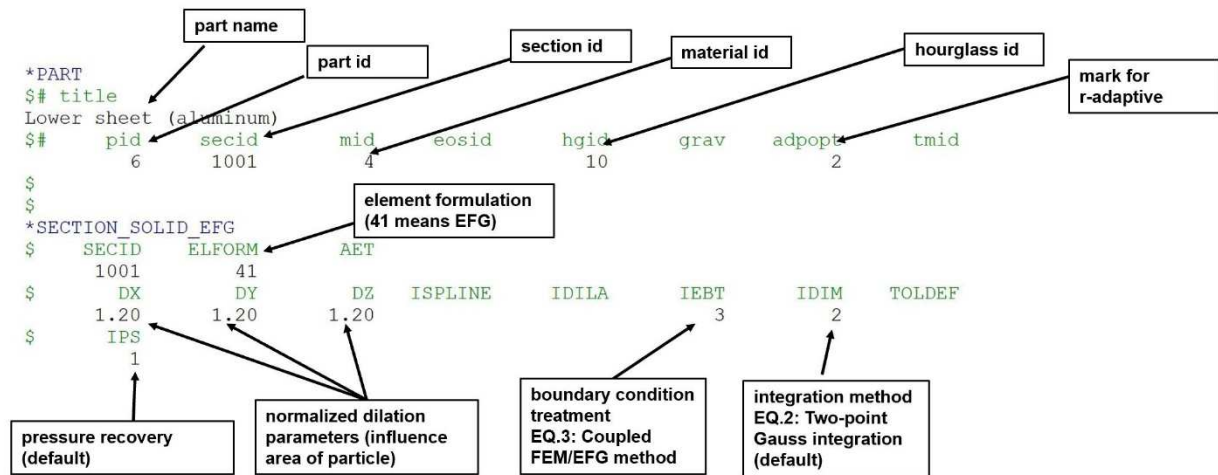 part name
part id
section id
material id
hourglass id
mark for
r-adaptive
*PART
$# title
Lower sheet (aluminum)
$# pid secid mid eosid hgid grav adpopt tmid
6 1001 4 10 2
$
$
element formulation
(41 means EFG)
*SECTION_SOLID_EFG
$ SECID ELFORM AET
1001 41
$ DX DY DZ ISPLINE IDILA IEBT IDIM TOLDEF
1.20 1.20 1.20 3 2
$ IPS
1
pressure recovery
(default)
normalized dilation
parameters (influence
area of particle)
boundary condition
treatment
EQ.3: Coupled
FEM/EFG method
integration method
EQ.2: Two-point
Gauss integration
(default)